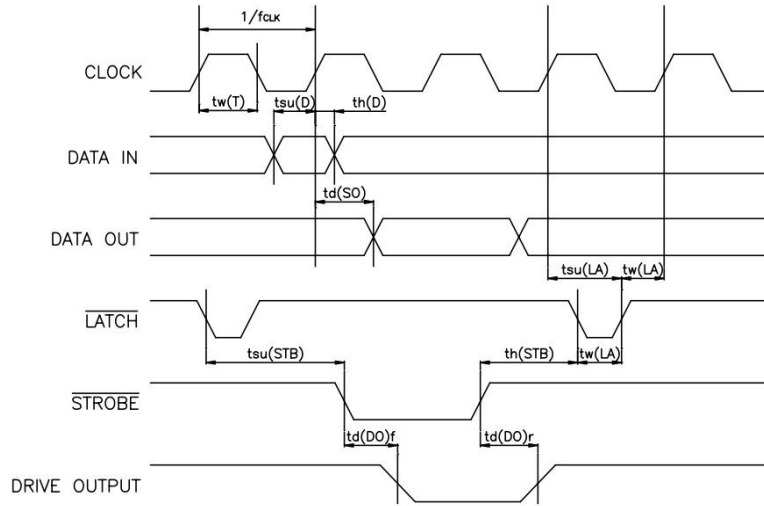 1/fCLK
CLOCK
tw(T) tsu(D) th(D)
DATA IN
td(SO)
DATA OUT
tsu(LA) tw(LA)
LATCH
tsu(STB) th(STB) tw(LA)
STROBE
td(DO)f td(DO)r
DRIVE OUTPUT